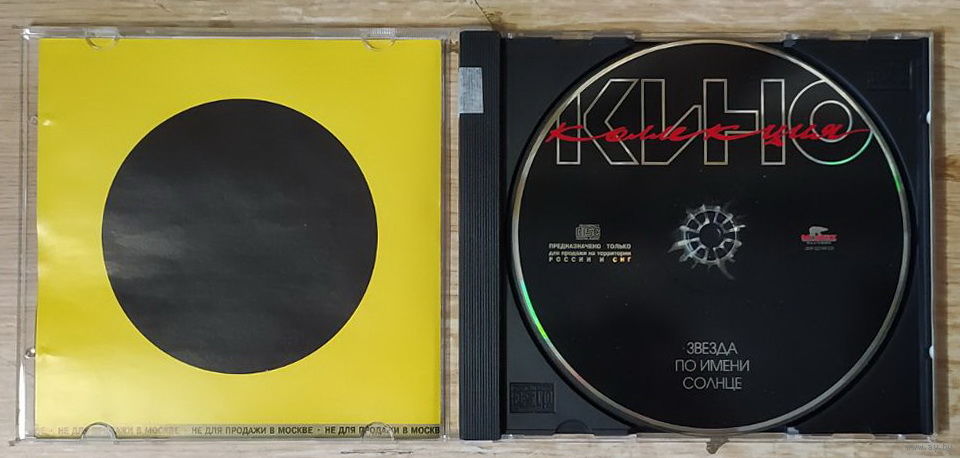 КИНО
коллекция
ПРЕДНАЗНАЧЕНО ТОЛЬКО
для продажи на территории
РОССИИ И СНГ
ЗВЕЗДА
ПО ИМЕНИ
СОЛНЦЕ
НЕ ДЛЯ ПРОДАЖИ В МОСКВЕ · НЕ ДЛЯ ПРОДАЖИ В МОСКВЕ · НЕ ДЛЯ ПРОДАЖИ В МОСКВ